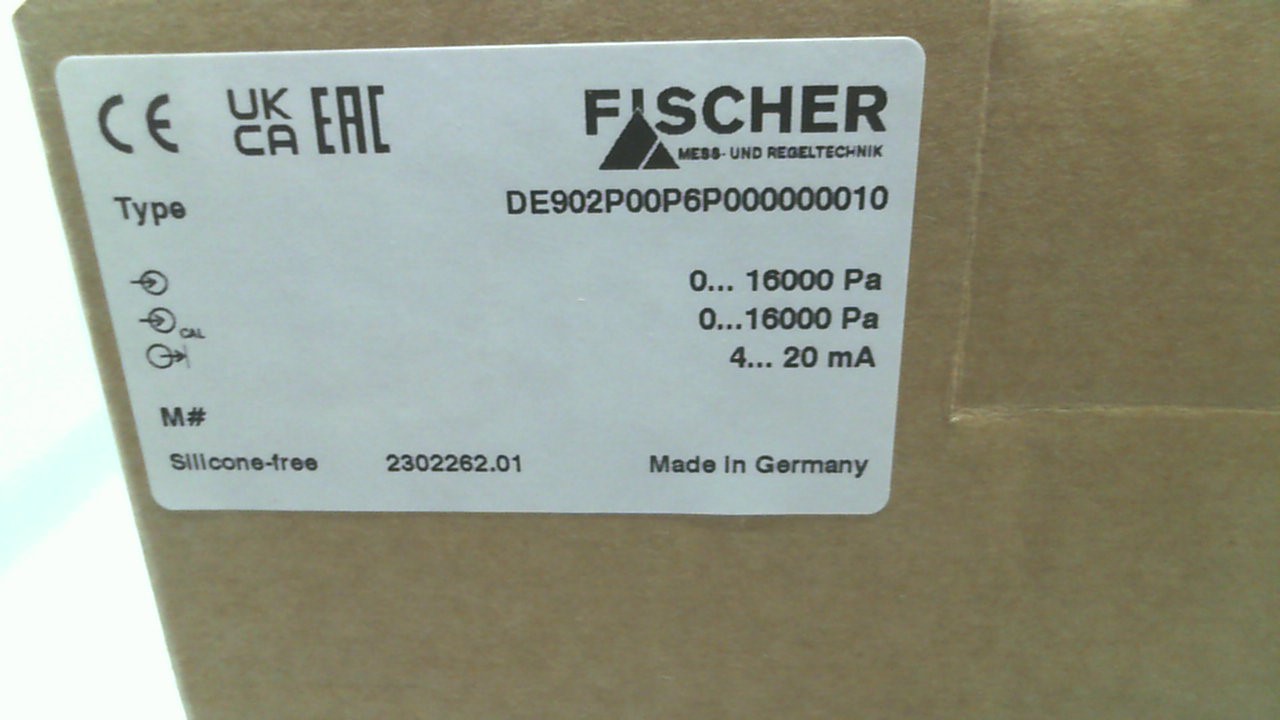 CE UK CA EAC
FISCHER
MESS- UND REGELTECHNIK
Type DE902P00P6P000000010
0... 16000 Pa
CAL 0...16000 Pa
4... 20 mA
M#
Silicone-free 2302262.01 Made in Germany